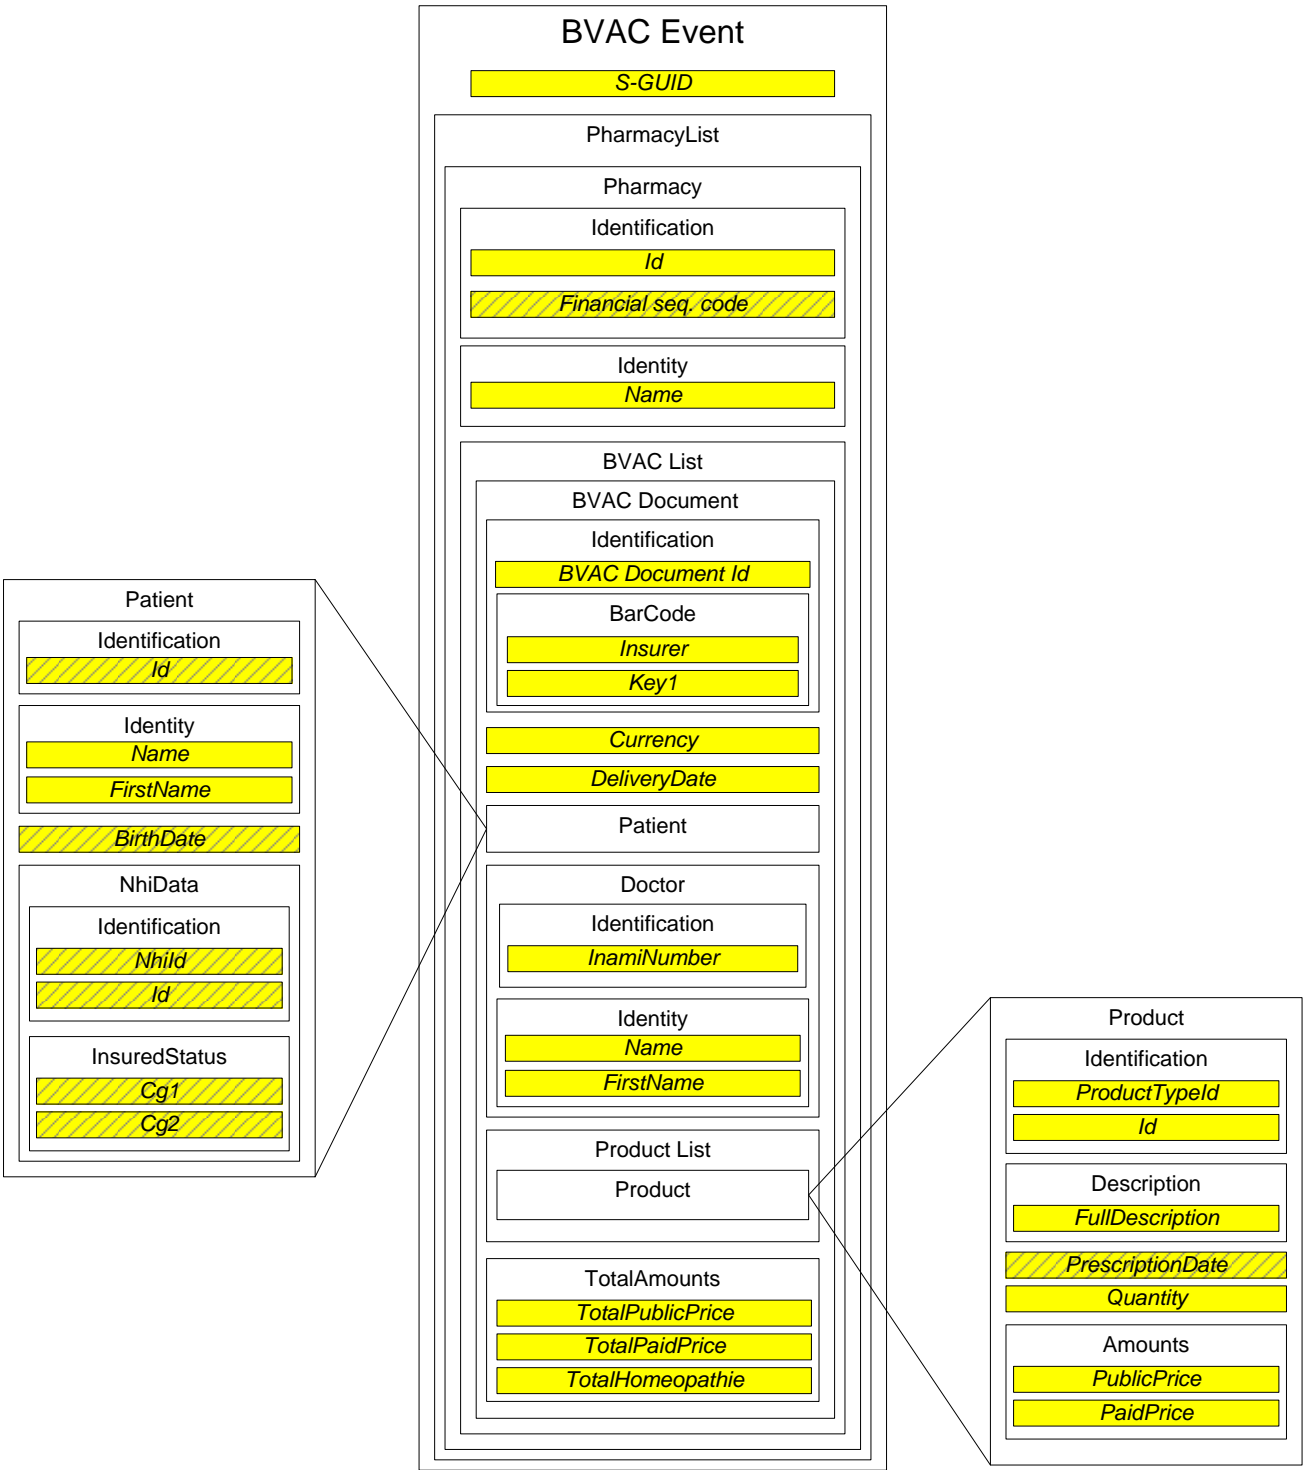 BVAC Event
S-GUID
PharmacyList
Pharmacy
Identification
Id
Financial seq. code
Identity
Name
BVAC List
BVAC Document
Identification
BVAC Document Id
BarCode
Insurer
Key1
Currency
DeliveryDate
Patient
Doctor
Identification
InamiNumber
Identity
Name
FirstName
Product List
Product
TotalAmounts
TotalPublicPrice
TotalPaidPrice
TotalHomeopathie
Patient
Identification
Id
Identity
Name
FirstName
BirthDate
NhiData
Identification
NhiId
Id
InsuredStatus
Cg1
Cg2
Product
Identification
ProductTypeId
Id
Description
FullDescription
PrescriptionDate
Quantity
Amounts
PublicPrice
PaidPrice